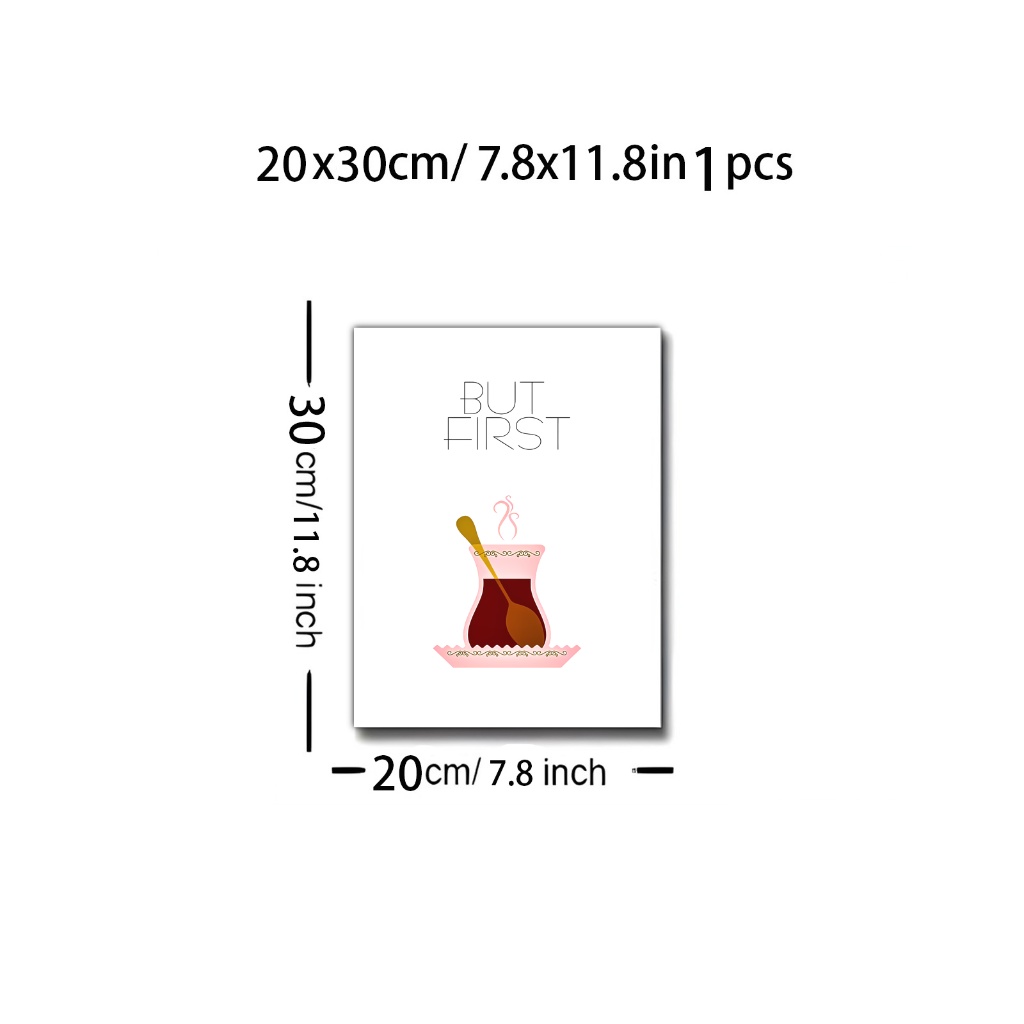 20x30cm/ 7.8x11.8in 1 pcs
BUT
FIRST
30cm/11.8 inch
20cm/ 7.8 inch